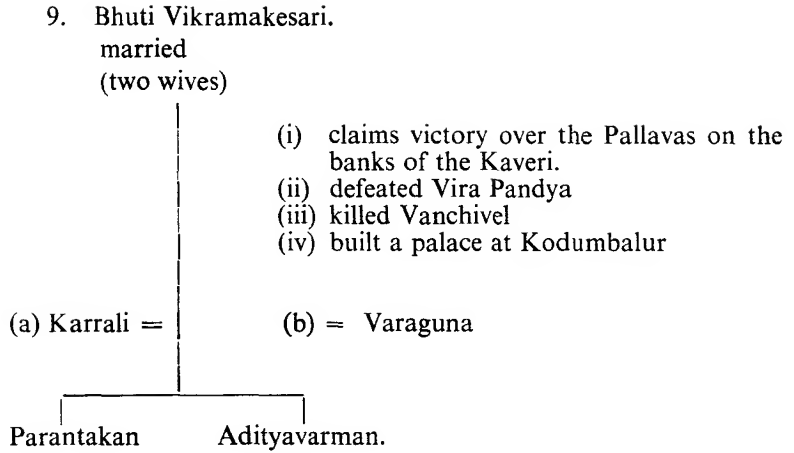 9. Bhuti Vikramakesari.
married
(two wives)
(i) claims victory over the Pallavas on the
banks of the Kaveri.
(ii) defeated Vira Pandya
(iii) killed Vanchivel
(iv) built a palace at Kodumbalur
(a) Karrali = (b) = Varaguna
Parantakan Adityavarman.